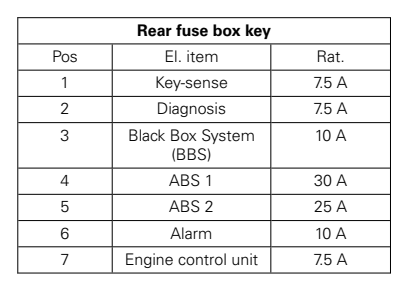 Rear fuse box key
Pos El. item Rat.
1 Key-sense 7.5 A
2 Diagnosis 7.5 A
3 Black Box System 10 A
(BBS)
4 ABS 1 30 A
5 ABS 2 25 A
6 Alarm 10 A
7 Engine control unit 7.5 A